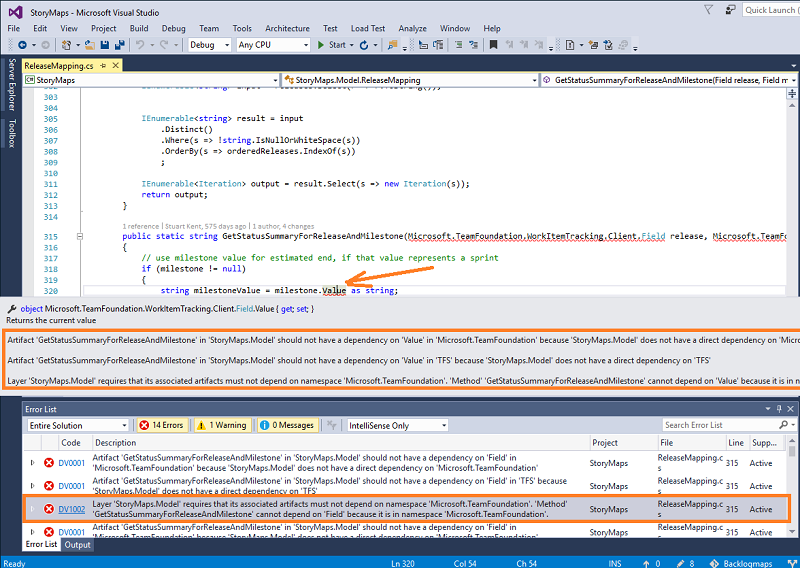 StoryMaps - Microsoft Visual Studio
Quick Launch (
File Edit View Project Build Debug Team Tools Architecture Test Load Test Analyze Window Help
Debug Any CPU Start
ReleaseMapping.cs
StoryMaps StoryMaps.Model.ReleaseMapping GetStatusSummaryForReleaseAndMilestone(Field release, Field m
Server Explorer
Toolbox
303
304
305 IEnumerable<string> result = input
306 .Distinct()
307 .Where(s => !string.IsNullOrWhiteSpace(s))
308 .OrderBy(s => orderedReleases.IndexOf(s))
309 ;
310
311 IEnumerable<Iteration> output = result.Select(s => new Iteration(s));
312 return output;
313 }
314
1 reference | Stuart Kent, 575 days ago | 1 author, 4 changes
315 public static string GetStatusSummaryForReleaseAndMilestone(Microsoft.TeamFoundation.WorkItemTracking.Client.Field release, Microsoft.TeamFo
316 {
317 // use milestone value for estimated end, if that value represents a sprint
318 if (milestone != null)
319 {
320 string milestoneValue = milestone.Value as string;
object Microsoft.TeamFoundation.WorkItemTracking.Client.Field.Value { get; set; }
Returns the current value
Artifact 'GetStatusSummaryForReleaseAndMilestone' in 'StoryMaps.Model' should not have a dependency on 'Value' in 'Microsoft.TeamFoundation' because 'StoryMaps.Model' does not have a direct dependency on 'Micro
Artifact 'GetStatusSummaryForReleaseAndMilestone' in 'StoryMaps.Model' should not have a dependency on 'Value' in 'TFS' because 'StoryMaps.Model' does not have a direct dependency on 'TFS'
Layer 'StoryMaps.Model' requires that its associated artifacts must not depend on namespace 'Microsoft.TeamFoundation'. 'Method' 'GetStatusSummaryForReleaseAndMilestone' cannot depend on 'Value' because it is in n
Error List
Entire Solution 14 Errors 1 Warning 0 Messages IntelliSense Only Search Error List
Code Description Project File Line Supp...
DV0001 Artifact 'GetStatusSummaryForReleaseAndMilestone' in 'StoryMaps.Model' should not have a dependency on 'Field' in StoryMaps ReleaseMapping.c 315 Active
'Microsoft.TeamFoundation' because 'StoryMaps.Model' does not have a direct dependency on 'Microsoft.TeamFoundation' s
DV0001 Artifact 'GetStatusSummaryForReleaseAndMilestone' in 'StoryMaps.Model' should not have a dependency on 'Field' in 'TFS' because StoryMaps ReleaseMapping.c 315 Active
'StoryMaps.Model' does not have a direct dependency on 'TFS' s
DV1002 Layer 'StoryMaps.Model' requires that its associated artifacts must not depend on namespace 'Microsoft.TeamFoundation'. 'Method' StoryMaps ReleaseMapping.c 315 Active
'GetStatusSummaryForReleaseAndMilestone' cannot depend on 'Field' because it is in namespace 'Microsoft.TeamFoundation'. s
DV0001 Artifact 'GetStatusSummaryForReleaseAndMilestone' in 'StoryMaps.Model' should not have a dependency on 'Field' in StoryMaps ReleaseMapping.c 315 Active
'Microsoft.TeamFoundation' because 'StoryMaps.Model' does not have a direct dependency on 'Microsoft.TeamFoundation' s
Error List Output
Ready Ln 320 Col 54 Ch 54 INS 0 8 Backlogmaps